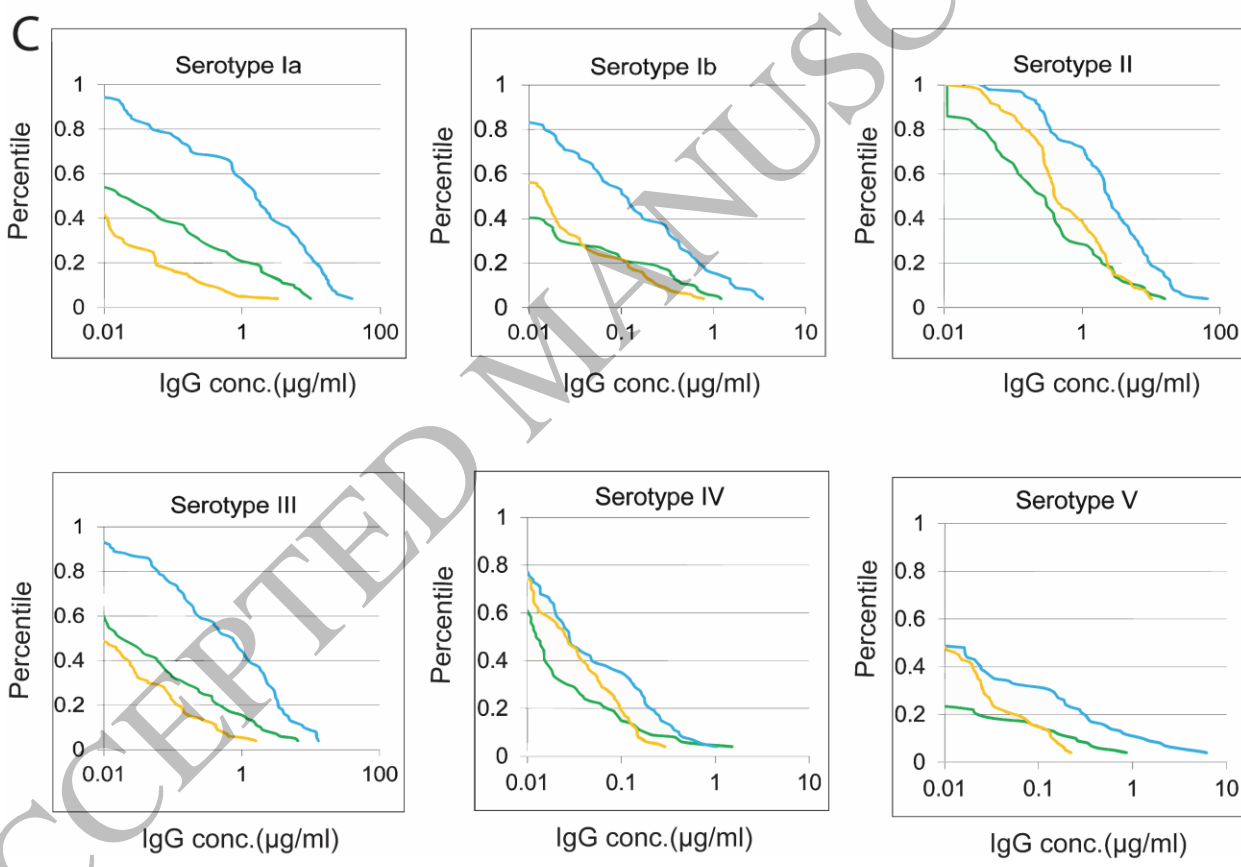 C
Serotype Ia
Percentile
1
0.8
0.6
0.4
0.2
0
0.01
1
100
IgG conc.(µg/ml)
Serotype Ib
Percentile
1
0.8
0.6
0.4
0.2
0
0.01
0.1
1
10
IgG conc.(µg/ml)
Serotype II
Percentile
1
0.8
0.6
0.4
0.2
0
0.01
1
100
IgG conc.(µg/ml)
Serotype III
Percentile
1
0.8
0.6
0.4
0.2
0
0.01
1
100
IgG conc.(µg/ml)
Serotype IV
Percentile
1
0.8
0.6
0.4
0.2
0
0.01
0.1
1
10
IgG conc.(µg/ml)
Serotype V
Percentile
1
0.8
0.6
0.4
0.2
0
0.01
0.1
1
10
IgG conc.(µg/ml)
CCEPTED MANUSC